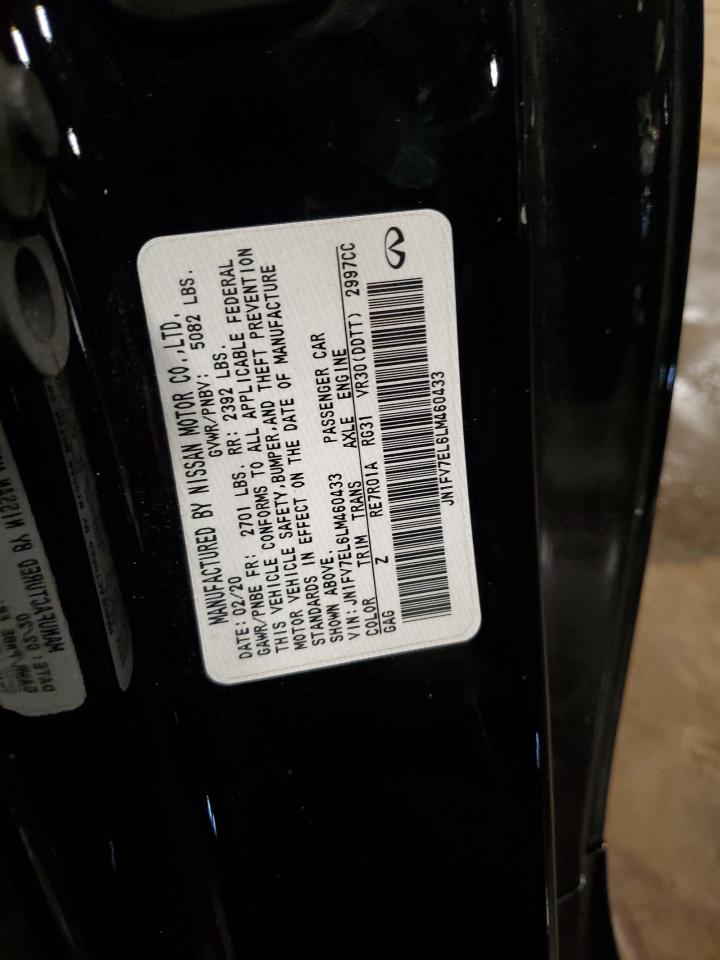 MANUFACTURED BY NISSAN MOTOR CO.,LTD.
DATE: 02/20 GVWR/PNBV: 5082 LBS.
GAWR/PNBE FR: 2701 LBS. RR: 2392 LBS.
THIS VEHICLE CONFORMS TO ALL APPLICABLE FEDERAL
MOTOR VEHICLE SAFETY,BUMPER,AND THEFT PREVENTION
STANDARDS IN EFFECT ON THE DATE OF MANUFACTURE
SHOWN ABOVE.
VIN: JN1FV7EL6LM460433 PASSENGER CAR
COLOR TRIM TRANS AXLE ENGINE
GAG Z RE7R01A RG31 VR30(DDTT) 2997CC
JN1FV7EL6LM460433